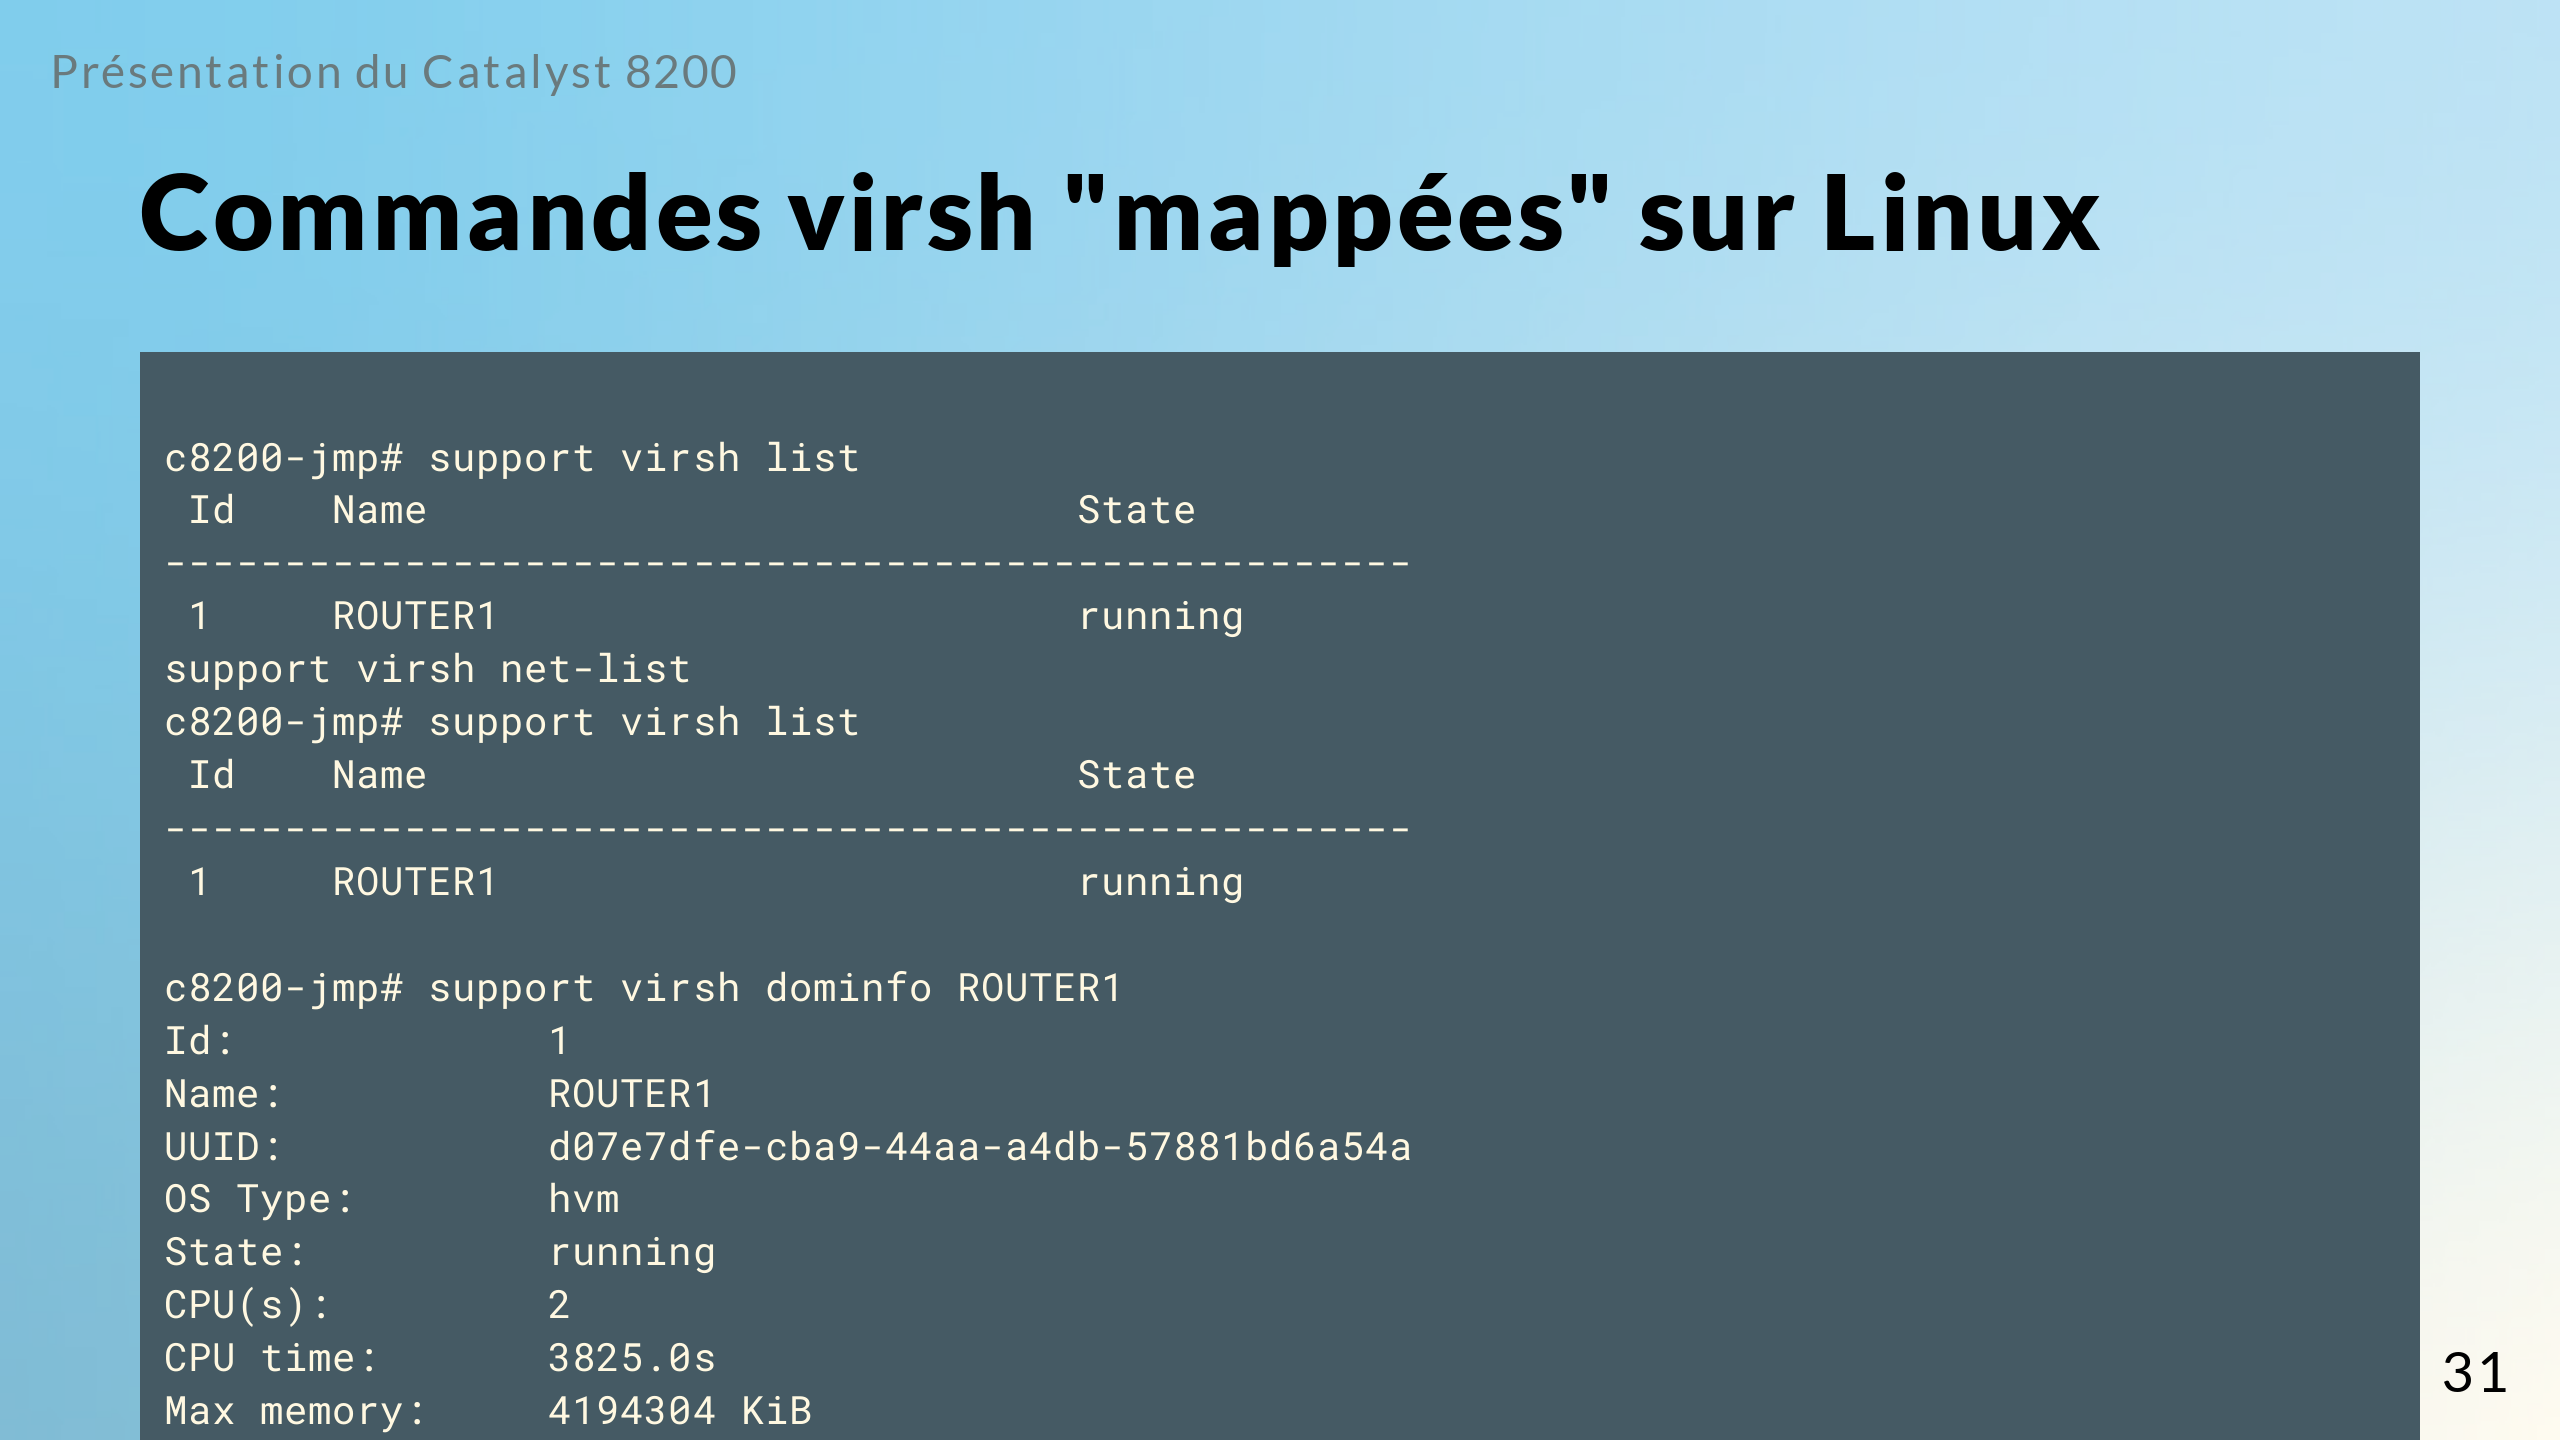 Présentation du Catalyst 8200
Commandes virsh "mappées" sur Linux
c8200-jmp# support virsh list
 Id    Name                           State
----------------------------------------------------
 1     ROUTER1                        running
support virsh net-list
c8200-jmp# support virsh list
 Id    Name                           State
----------------------------------------------------
 1     ROUTER1                        running
c8200-jmp# support virsh dominfo ROUTER1
Id:             1
Name:           ROUTER1
UUID:           d07e7dfe-cba9-44aa-a4db-57881bd6a54a
OS Type:        hvm
State:          running
CPU(s):         2
CPU time:       3825.0s
Max memory:     4194304 KiB
31